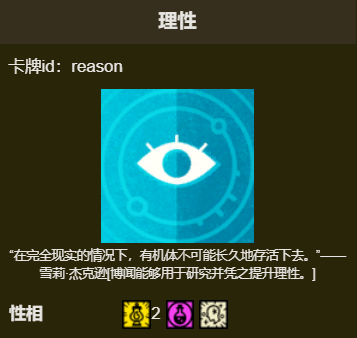 理性
卡牌id：reason
“在完全现实的情况下，有机体不可能长久地存活下去。”——
雪莉·杰克逊[博闻能够用于研究并凭之提升理性。]
性相 2